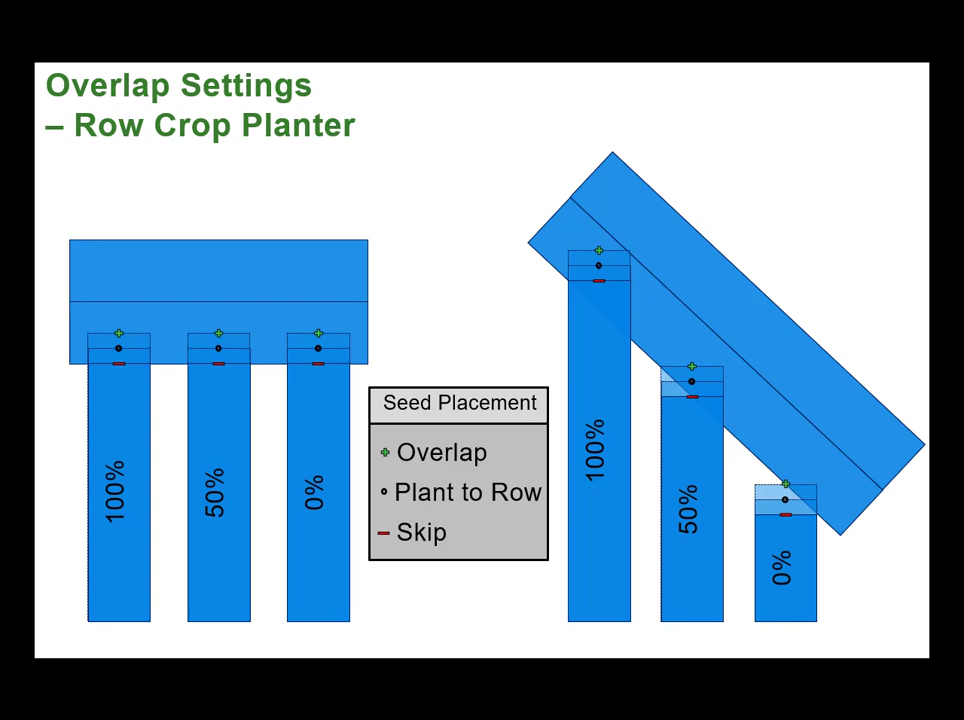 Overlap Settings
– Row Crop Planter
100%
50%
0%
Seed Placement
Overlap
Plant to Row
Skip
100%
50%
0%